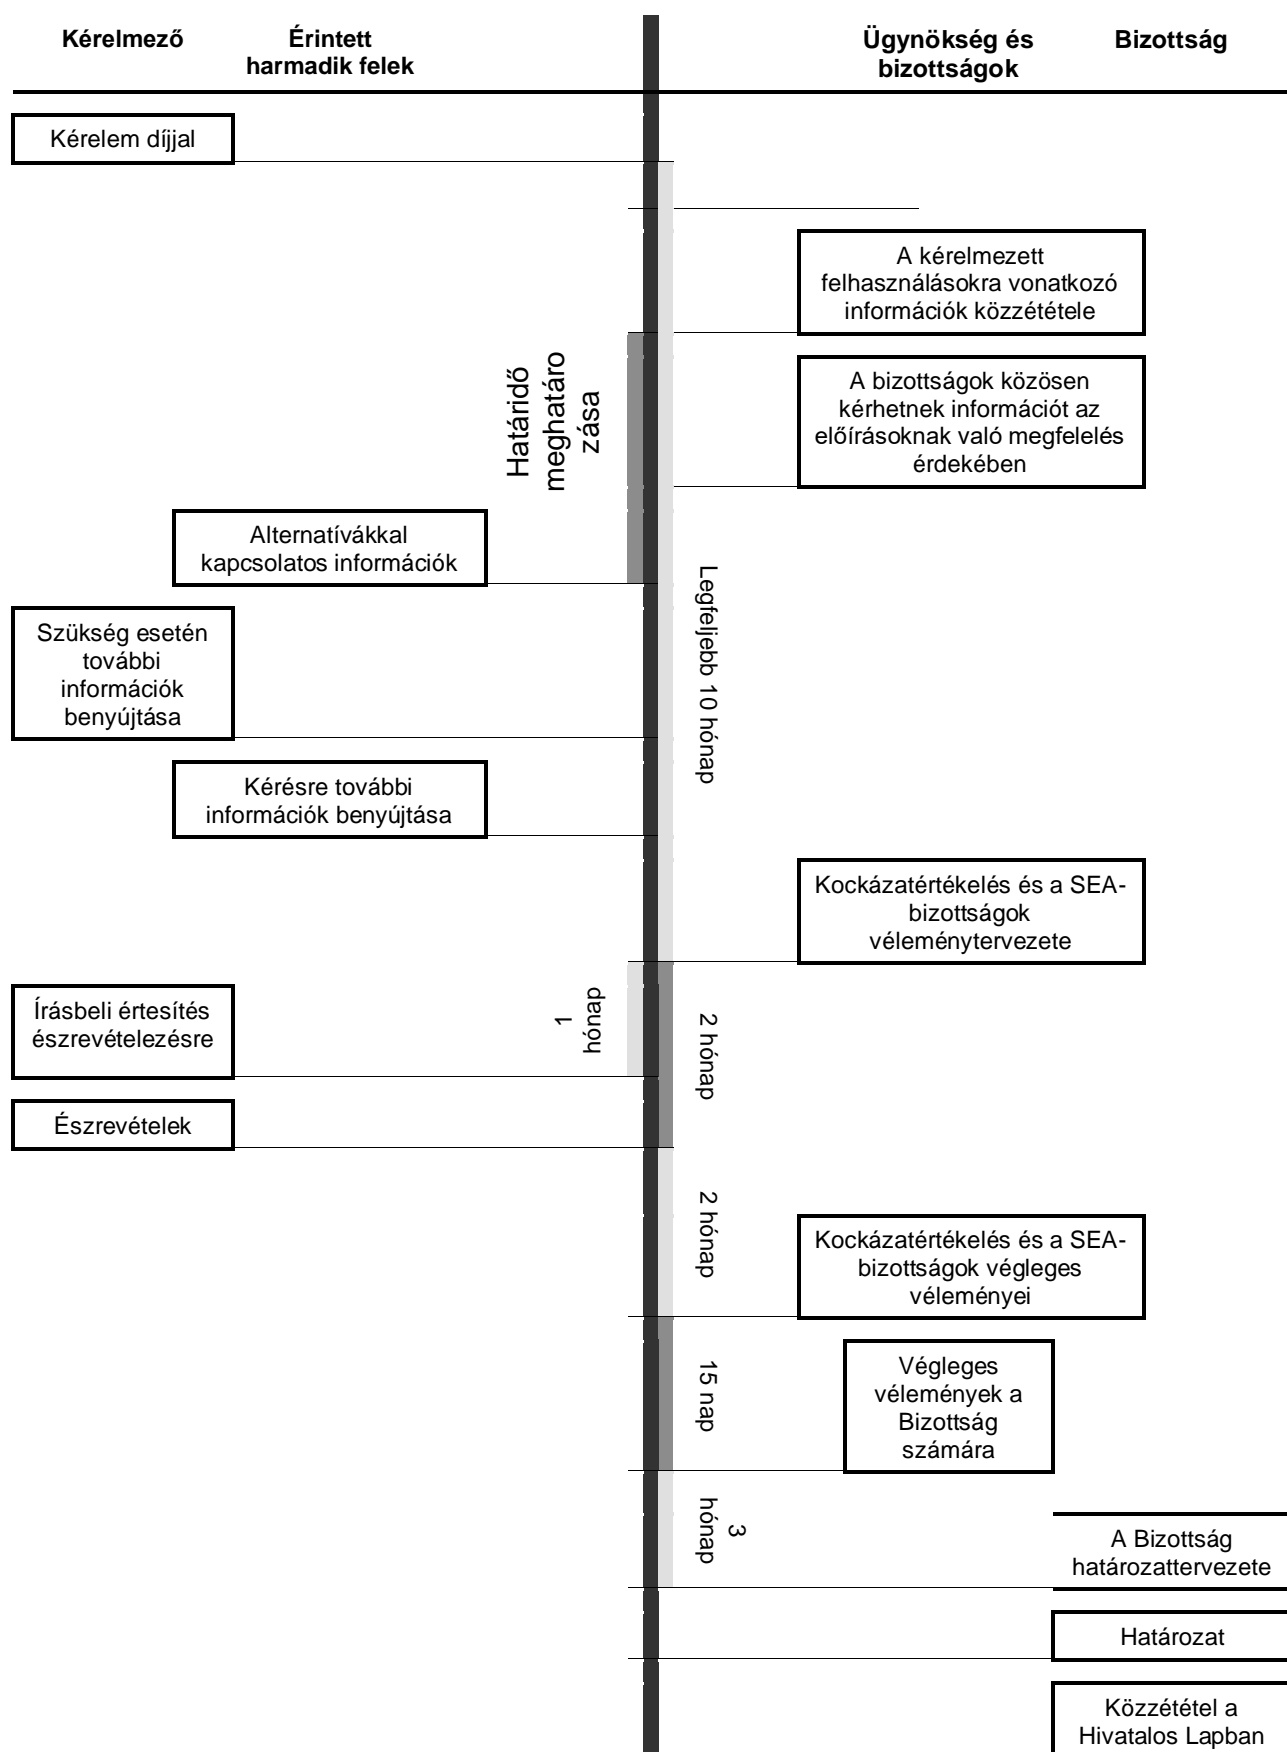 Kérelmező
Érintett
harmadik felek
Ügynökség és
bizottságok
Bizottság
Kérelem díjjal
A kérelmezett
felhasználásokra vonatkozó
információk közzététele
Határidő
meghatáro
zása
A bizottságok közösen
kérhetnek információt az
előírásoknak való megfelelés
érdekében
Alternatívákkal
kapcsolatos információk
Legfeljebb 10 hónap
Szükség esetén
további
információk
benyújtása
Kérésre további
információk benyújtása
Kockázatértékelés és a SEA-
bizottságok
véleménytervezete
Írásbeli értesítés
észrevételezésre
1
hónap
2 hónap
Észrevételek
2 hónap
Kockázatértékelés és a SEA-
bizottságok végleges
véleményei
15 nap
Végleges
vélemények a
Bizottság
számára
3
hónap
A Bizottság
határozattervezete
Határozat
Közzététel a
Hivatalos Lapban